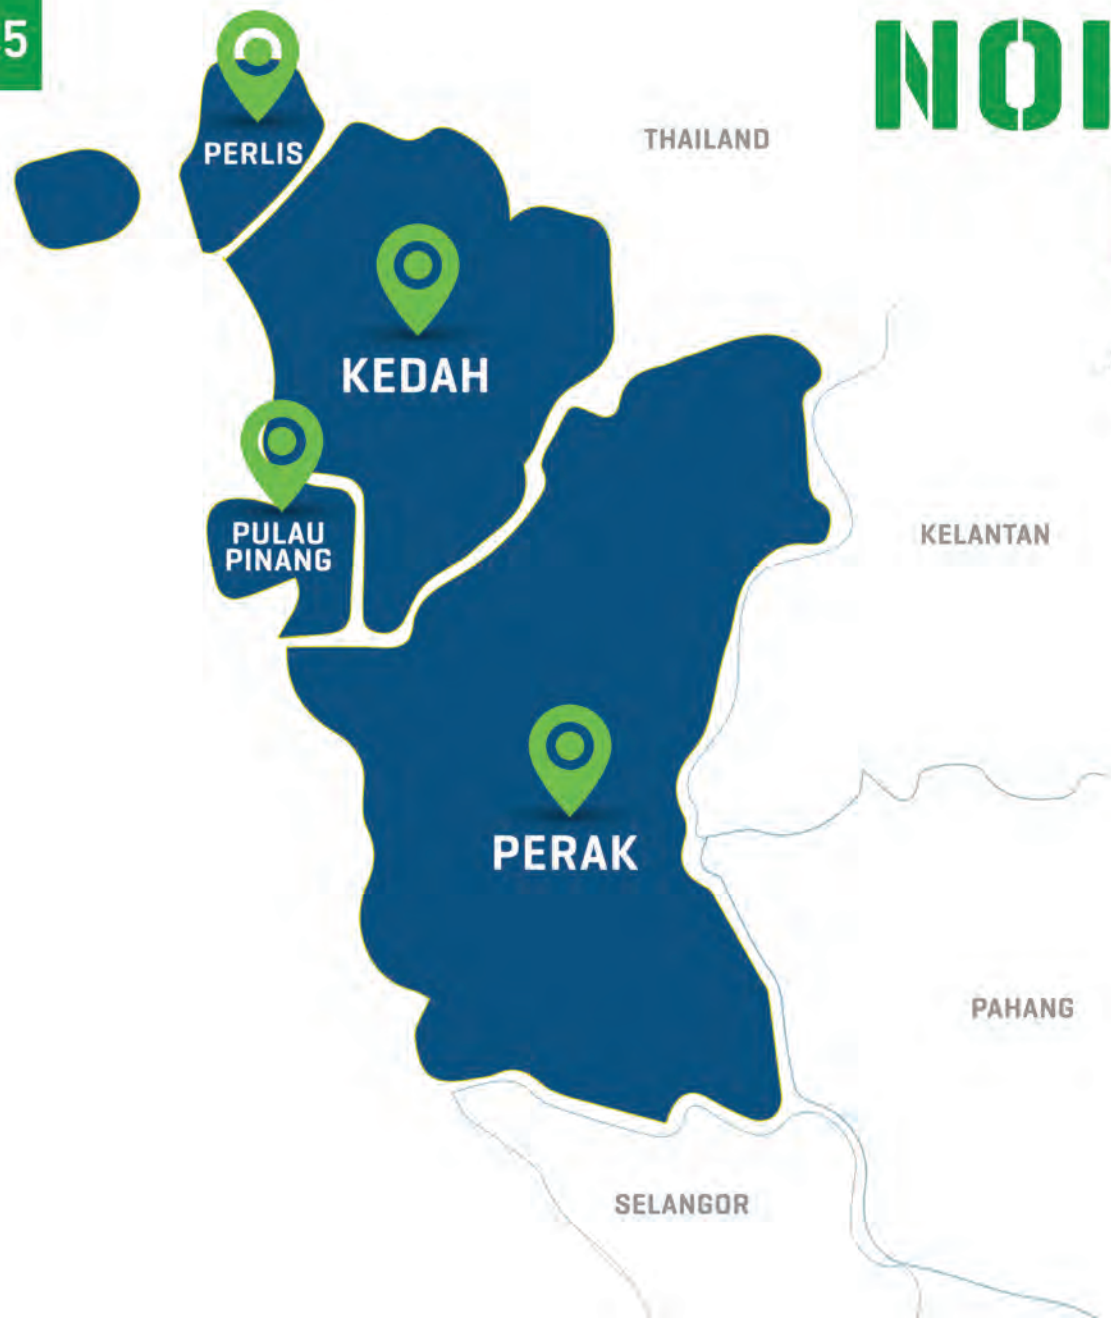 5
NOI
THAILAND
PERLIS
KEDAH
PULAU
PINANG
KELANTAN
PERAK
PAHANG
SELANGOR